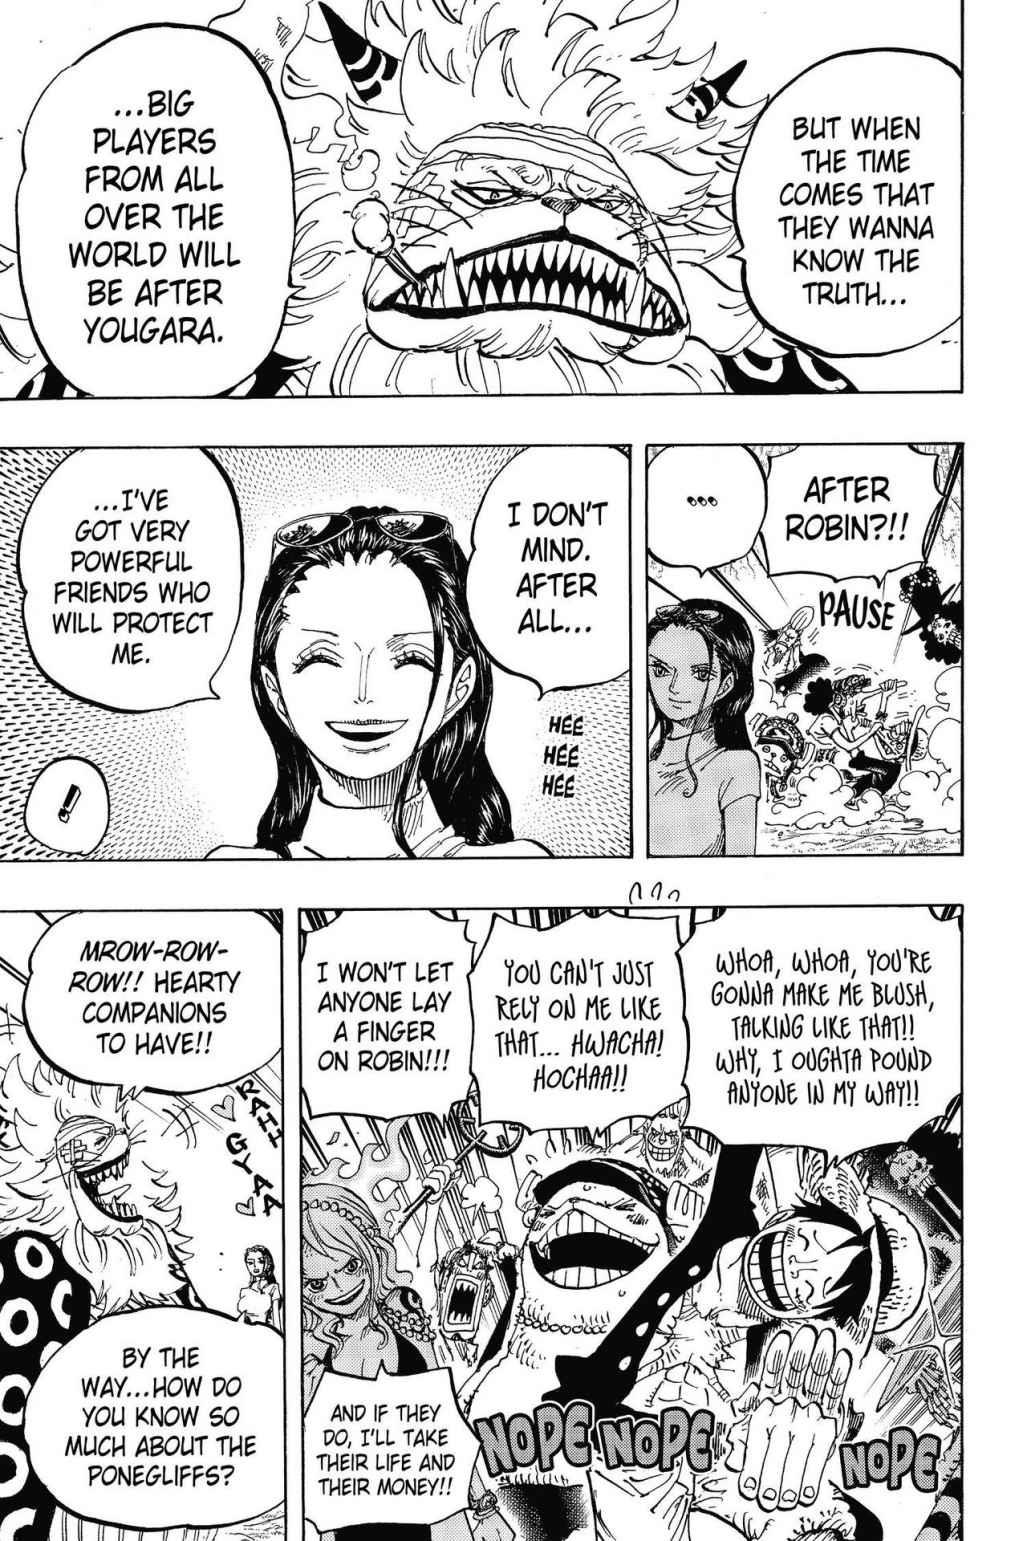 BUT WHEN
THE TIME
COMES THAT
THEY WANNA
KNOW THE
TRUTH...
...BIG
PLAYERS
FROM ALL
OVER THE
WORLD WILL
BE AFTER
YOUGARA.
AFTER
ROBIN?!!
PAUSE
...
I DON'T
MIND.
AFTER
ALL...
HEE
HEE
HEE
...I'VE
GOT VERY
POWERFUL
FRIENDS WHO
WILL PROTECT
ME.
!
WHOA, WHOA, YOU'RE
GONNA MAKE ME BLUSH,
TALKING LIKE THAT!!
WHY, I OUGHTA POUND
ANYONE IN MY WAY!!
YOU CAN'T JUST
RELY ON ME LIKE
THAT... HWACHA!
HOCHAA!!
I WON'T LET
ANYONE LAY
A FINGER
ON ROBIN!!!
AND IF THEY
DO, I'LL TAKE
THEIR LIFE AND
THEIR MONEY!!
NOPE NOPE
NOPE
MROW-ROW-
ROW!! HEARTY
COMPANIONS
TO HAVE!!
RAHH
GYAA
BY THE
WAY...HOW DO
YOU KNOW SO
MUCH ABOUT THE
PONEGLIFFS?